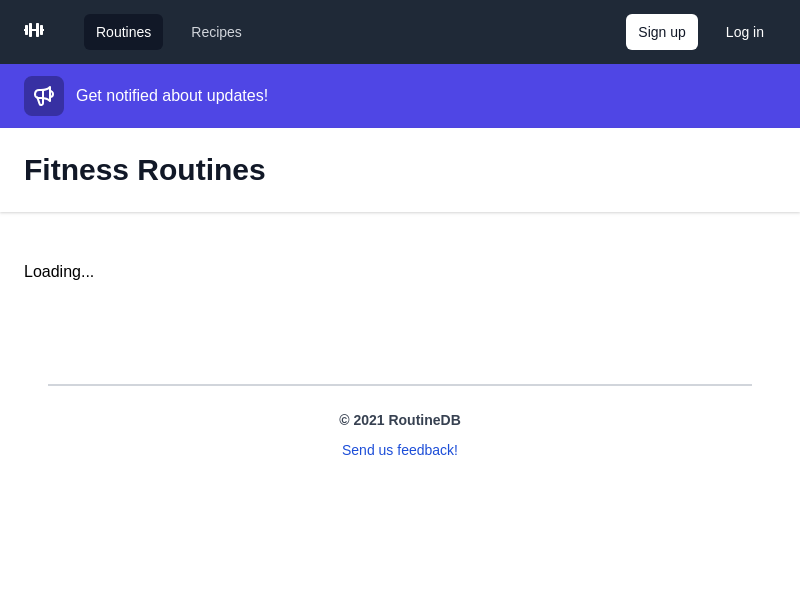 Routines
Recipes
Sign up
Log in
Get notified about updates!
Fitness Routines
Loading...
© 2021 RoutineDB
Send us feedback!